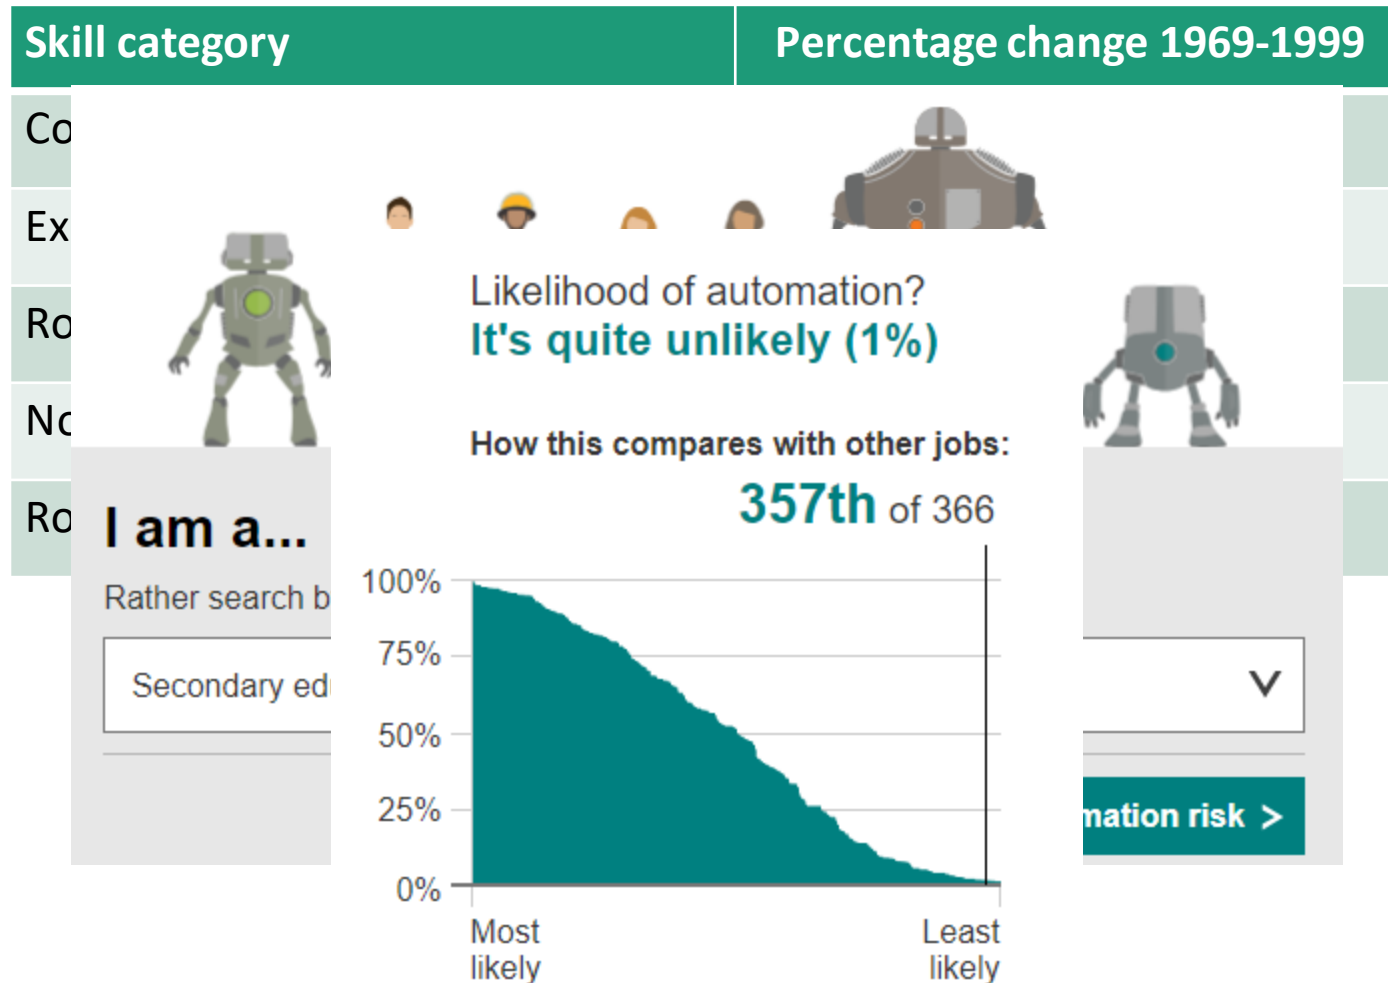 Skill category
Percentage change 1969-1999
Co
Ex
Ro
No
Ro
Likelihood of automation?
It's quite unlikely (1%)
How this compares with other jobs:
357th of 366
I am a...
Rather search b
Secondary edu
V
mation risk >
100%
75%
50%
25%
0%
Most
likely
Least
likely